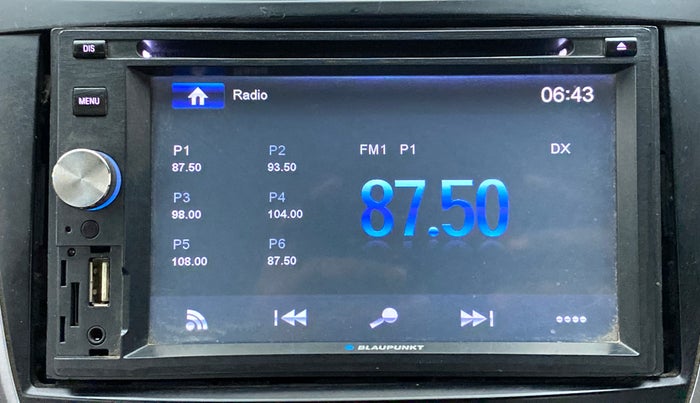 DIS
MENU
Radio
06:43
P1
87.50
P2
93.50
FM1 P1
DX
P3
98.00
P4
104.00
87.50
P5
108.00
P6
87.50
BLAUPUNKT